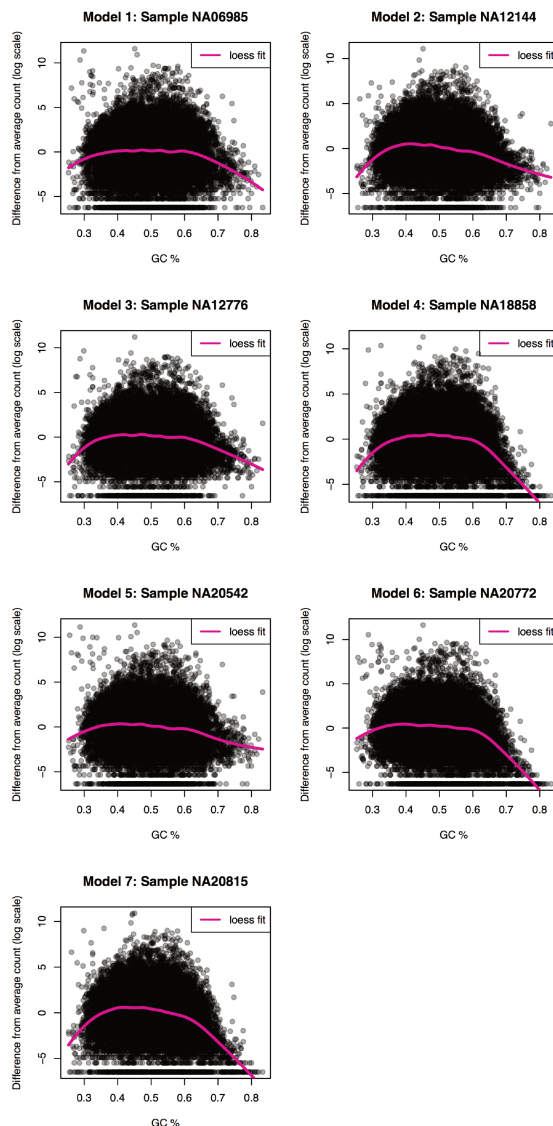 Model 1: Sample NA06985
Difference from average count (log scale)
10
5
0
−5
loess fit
0.3 0.4 0.5 0.6 0.7 0.8
GC %
Model 2: Sample NA12144
Difference from average count (log scale)
10
5
0
−5
loess fit
0.3 0.4 0.5 0.6 0.7 0.8
GC %
Model 3: Sample NA12776
Difference from average count (log scale)
10
5
0
−5
loess fit
0.3 0.4 0.5 0.6 0.7 0.8
GC %
Model 4: Sample NA18858
Difference from average count (log scale)
10
5
0
−5
loess fit
0.3 0.4 0.5 0.6 0.7 0.8
GC %
Model 5: Sample NA20542
Difference from average count (log scale)
10
5
0
−5
loess fit
0.3 0.4 0.5 0.6 0.7 0.8
GC %
Model 6: Sample NA20772
Difference from average count (log scale)
10
5
0
−5
loess fit
0.3 0.4 0.5 0.6 0.7 0.8
GC %
Model 7: Sample NA20815
Difference from average count (log scale)
10
5
0
−5
loess fit
0.3 0.4 0.5 0.6 0.7 0.8
GC %